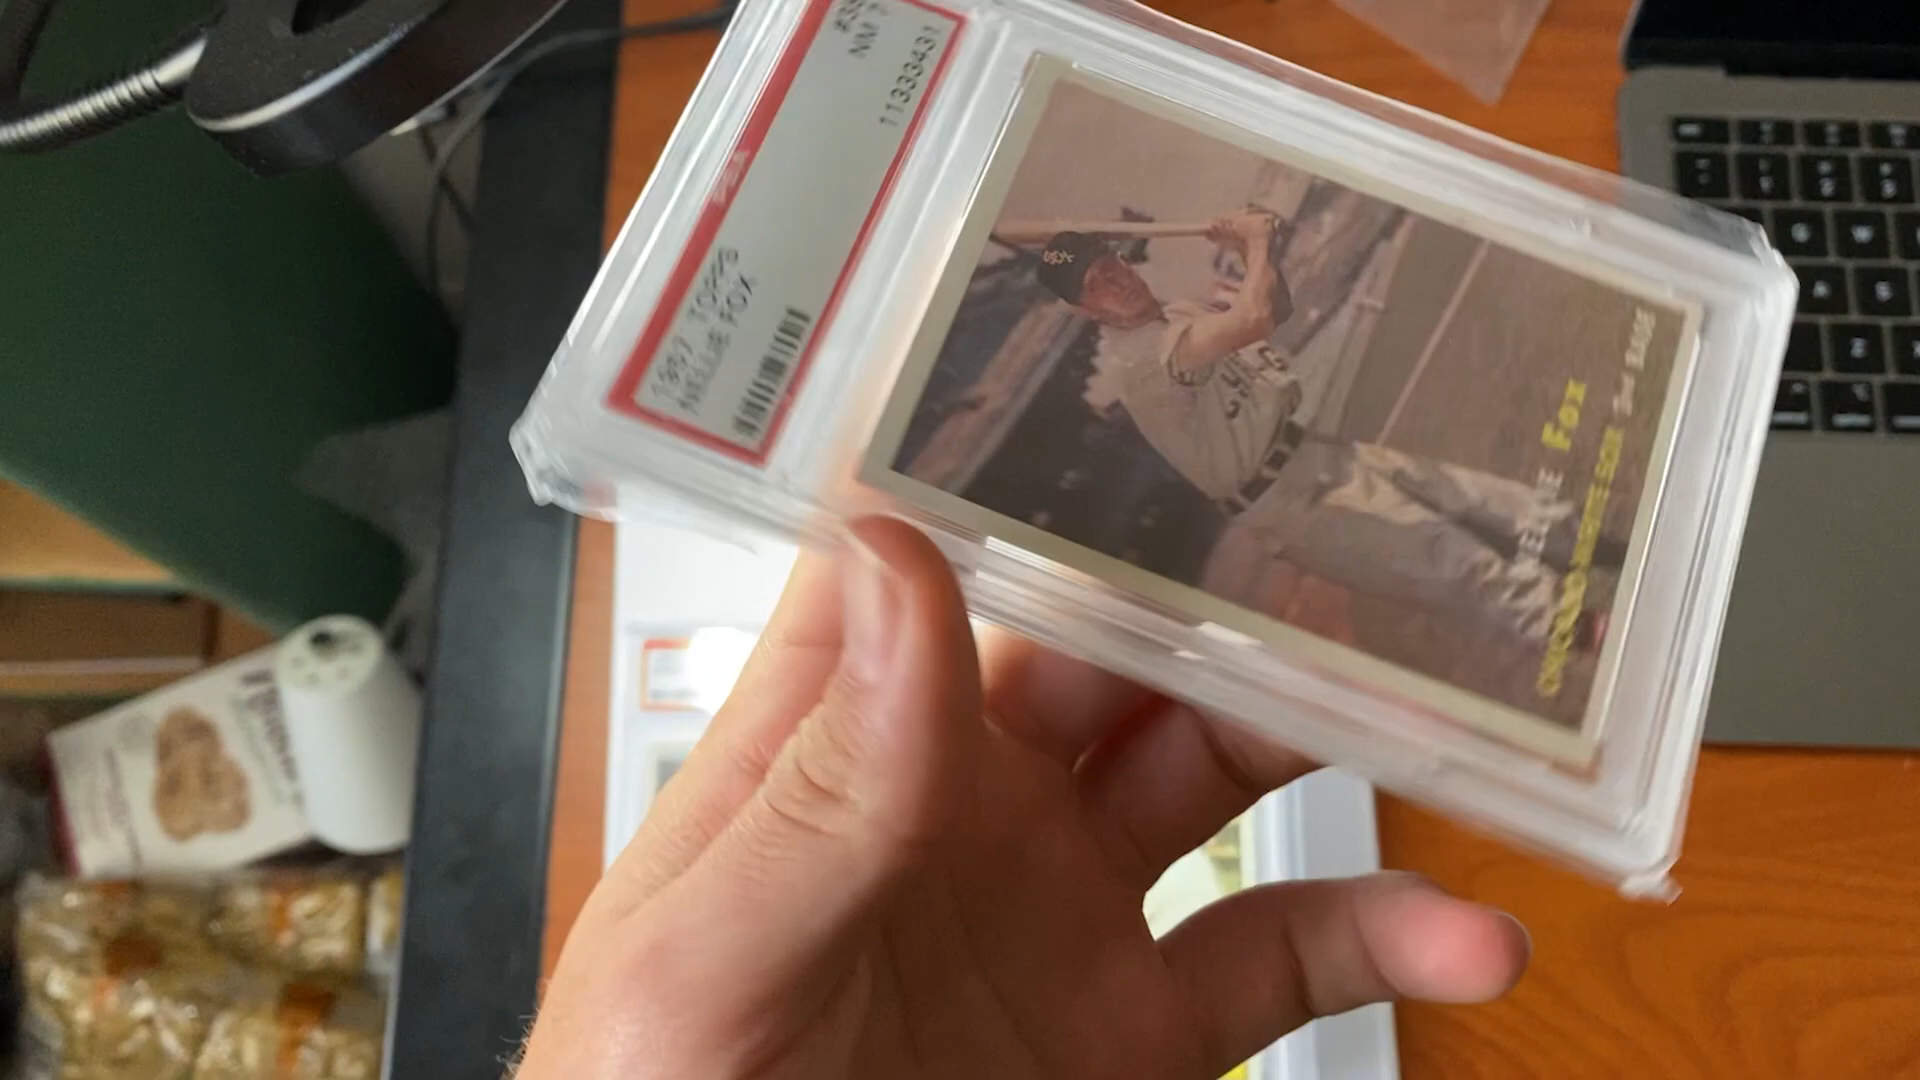 1957 TOPPS
NELLIE FOX
NM 7
11333431
PSA
NELLIE FOX
CHICAGO WHITE SOX 2nd BASE